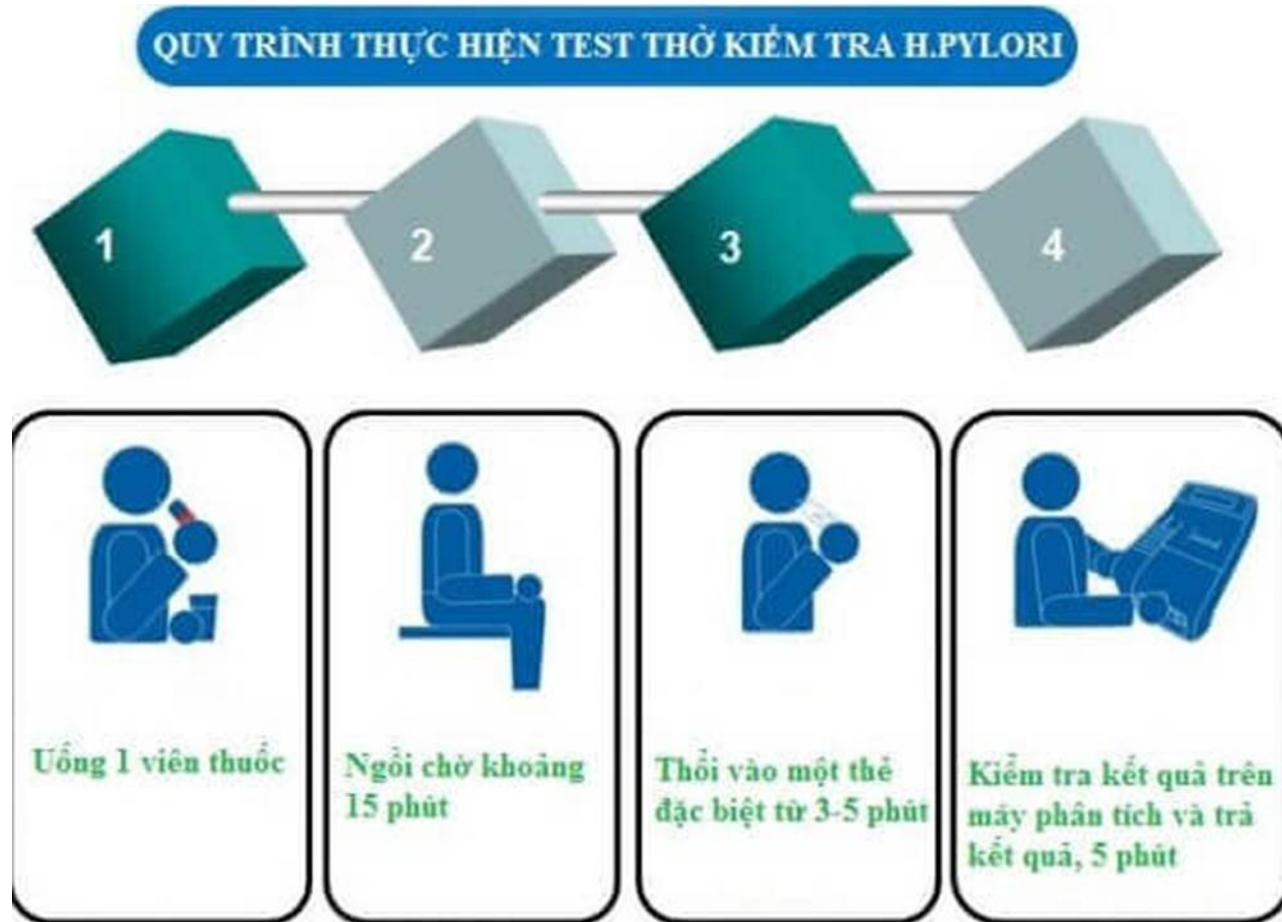 QUY TRÌNH THỰC HIỆN TEST THỞ KIỂM TRA H.PYLORI
1
2
3
4
Uống 1 viên thuốc
Ngồi chờ khoảng
15 phút
Thổi vào một thẻ
đặc biệt từ 3-5 phút
Kiểm tra kết quả trên
máy phân tích và trả
kết quả, 5 phút